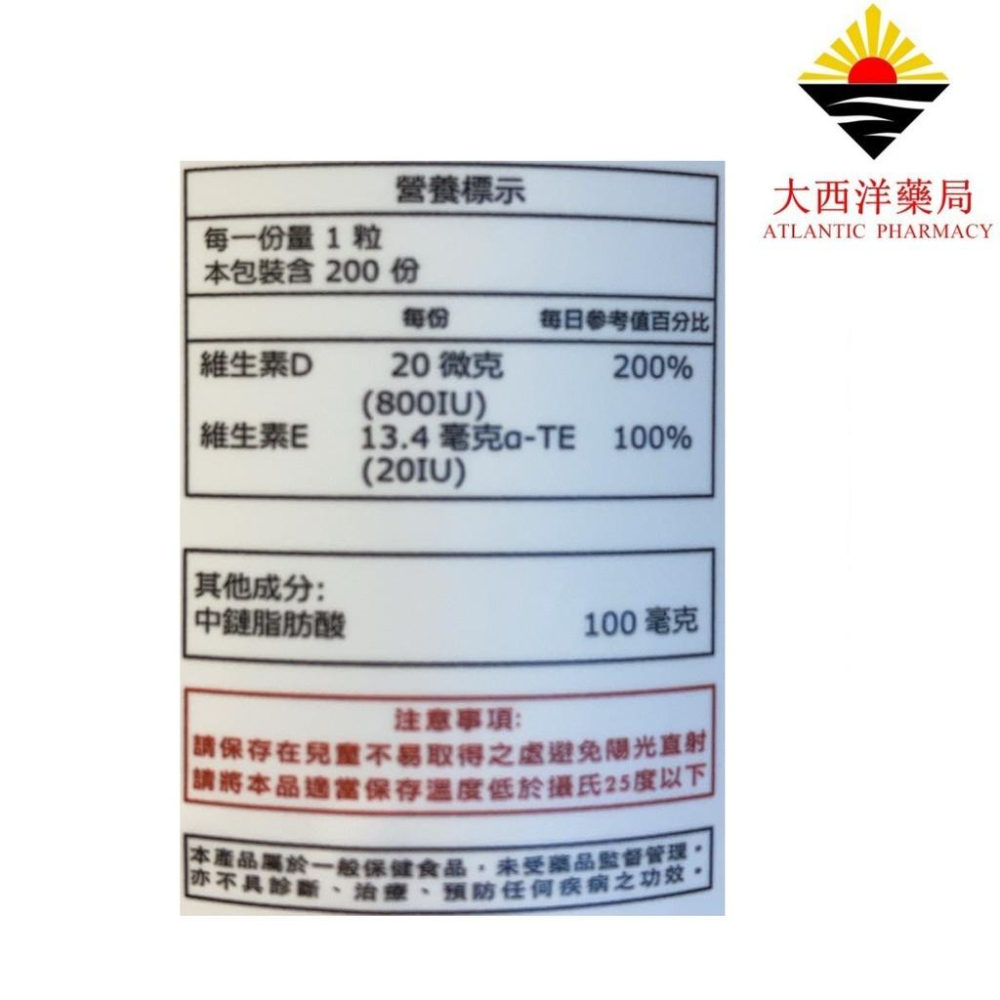 大西洋藥局
ATLANTIC PHARMACY
營養標示
每一份量 1 粒
本包裝含 200 份
每份 每日參考值百分比
維生素D 20 微克 200%
(800IU)
維生素E 13.4 毫克α-TE 100%
(20IU)
其他成分:
中鏈脂肪酸 100 毫克
注意事項:
請保存在兒童不易取得之處避免陽光直射
請將本品適當保存溫度低於攝氏25度以下
本產品屬於一般保健食品，未受藥品監督管理。
亦不具診斷、治療、預防任何疾病之功效。